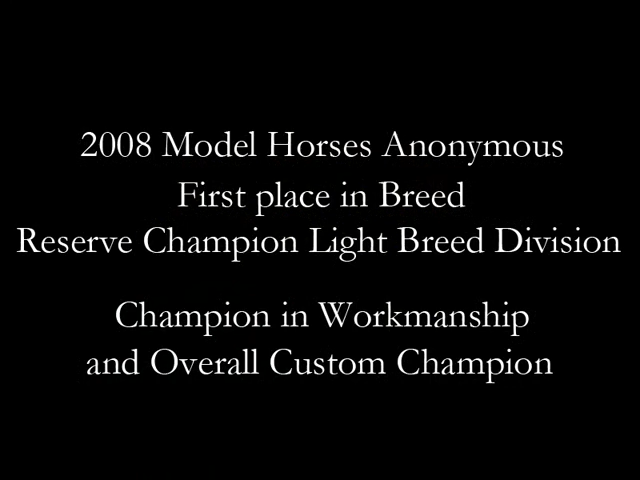 2008 Model Horses Anonymous
First place in Breed
Reserve Champion Light Breed Division
Champion in Workmanship
and Overall Custom Champion